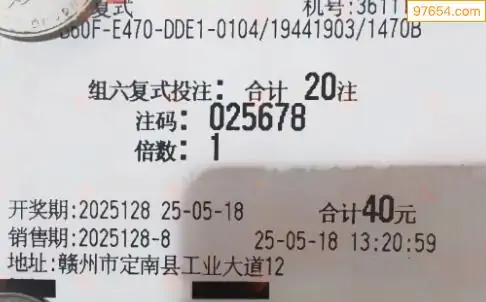 97654.com
复式
机号:36111
B60F-E470-DDE1-0104/19441903/1470B
组六复式投注: 合计 20注
注码: 025678
倍数: 1
开奖期:2025128 25-05-18 合计40元
销售期:2025128-8 25-05-18 13:20:59
地址:赣州市定南县工业大道12